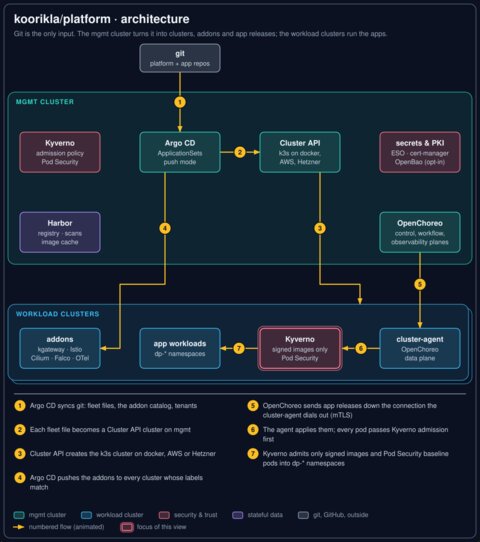 koorikla/platform · architecture
Git is the only input. The mgmt cluster turns it into clusters, addons and app releases; the workload clusters run the apps.
git
platform + app repos
1
MGMT CLUSTER
Kyverno
admission policy
Pod Security
Argo CD
ApplicationSets
push mode
2
Cluster API
k3s on docker,
AWS, Hetzner
secrets & PKI
ESO · cert-manager
OpenBao (opt-in)
Harbor
registry · scans
image cache
4
3
OpenChoreo
control, workflow,
observability planes
5
WORKLOAD CLUSTERS
addons
kgateway · Istio
Cilium · Falco · OTel
app workloads
dp-* namespaces
7
Kyverno
signed images only
Pod Security
6
cluster-agent
OpenChoreo
data plane
1 Argo CD syncs git: fleet files, the addon catalog, tenants
2 Each fleet file becomes a Cluster API cluster on mgmt
3 Cluster API creates the k3s cluster on docker, AWS or Hetzner
4 Argo CD pushes the addons to every cluster whose labels
match
5 OpenChoreo sends app releases down the connection the
cluster-agent dials out (mTLS)
6 The agent applies them; every pod passes Kyverno admission
first
7 Kyverno admits only signed images and Pod Security baseline
pods into dp-* namespaces
mgmt cluster
workload cluster
security & trust
stateful data
git, GitHub, outside
numbered flow (animated)
focus of this view